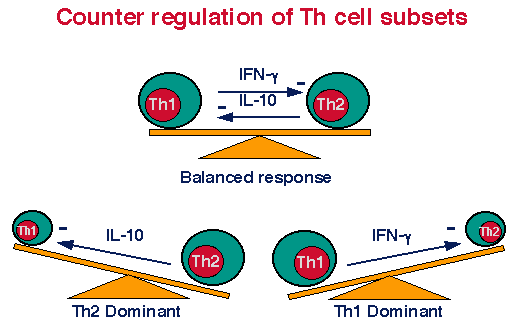 Counter regulation of Th cell subsets
IFN-γ
-
Th1
IL-10
Th2
-
Balanced response
Th1
-
IL-10
Th2
Th1
IFN-γ
-
Th2
Th2 Dominant
Th1 Dominant